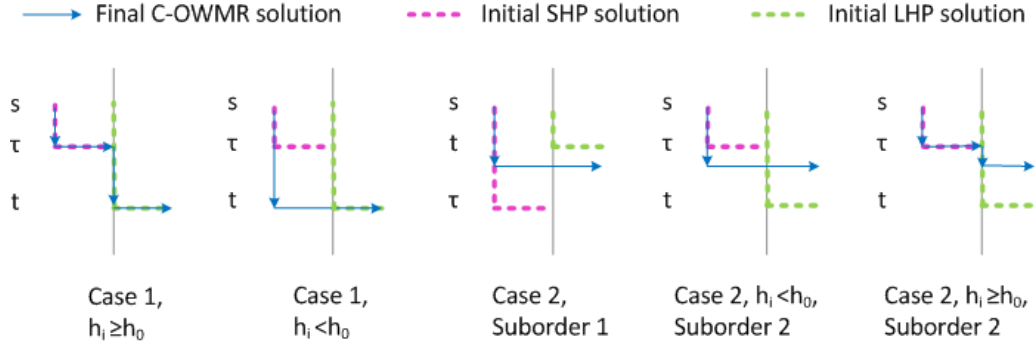 Final C-OWMR solution Initial SHP solution Initial LHP solution
s s s s s
τ τ t τ τ
t t τ t t
Case 1, Case 1, Case 2, Case 2, hᵢ <h₀, Case 2, hᵢ ≥h₀,
hᵢ ≥h₀ hᵢ <h₀ Suborder 1 Suborder 2 Suborder 2